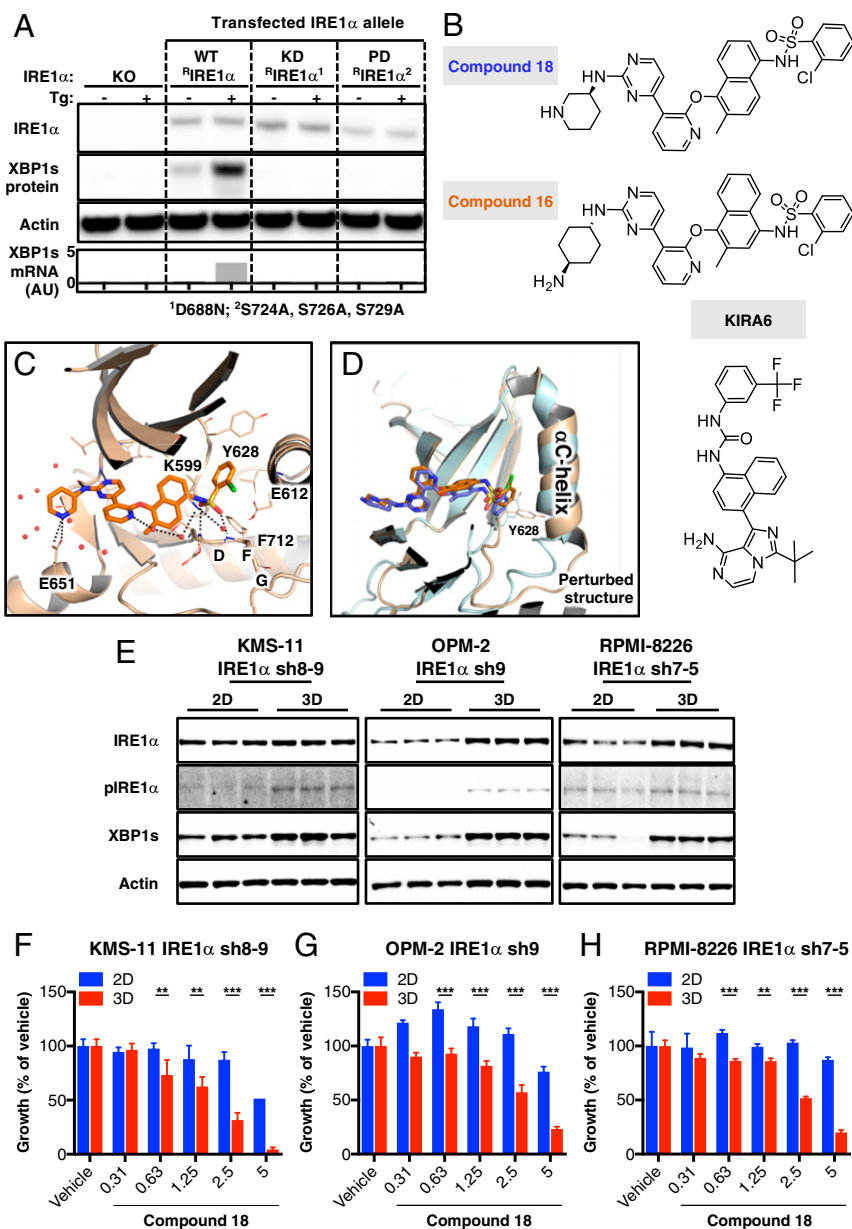 A
Transfected IRE1α allele
IRE1α:
KO
WT
ᴿIRE1α
KD
ᴿIRE1α¹
PD
ᴿIRE1α²
Tg:
- + - + - + - +
IRE1α
XBP1s
protein
Actin
XBP1s
mRNA
(AU)
5
0
¹D688N; ²S724A, S726A, S729A
B
Compound 18
HN
HN
N
N
N
O
NH
S
O
O
Cl
Compound 16
NH₂
HN
N
N
N
O
NH
S
O
O
Cl
KIRA6
F
F
F
HN
O
HN
H₂N
N
N
N
C
K599
Y628
E612
F712
D
F
G
E651
D
αC-helix
Y628
Perturbed
structure
E
KMS-11
IRE1α sh8-9
OPM-2
IRE1α sh9
RPMI-8226
IRE1α sh7-5
2D 3D 2D 3D 2D 3D
IRE1α
pIRE1α
XBP1s
Actin
F
KMS-11 IRE1α sh8-9
2D
3D
** ** *** ***
Growth (% of vehicle)
150
100
50
0
Vehicle 0.31 0.63 1.25 2.5 5
Compound 18
G
OPM-2 IRE1α sh9
2D
3D
*** *** *** ***
Growth (% of vehicle)
150
100
50
0
Vehicle 0.31 0.63 1.25 2.5 5
Compound 18
H
RPMI-8226 IRE1α sh7-5
2D
3D
*** ** *** ***
Growth (% of vehicle)
150
100
50
0
Vehicle 0.31 0.63 1.25 2.5 5
Compound 18